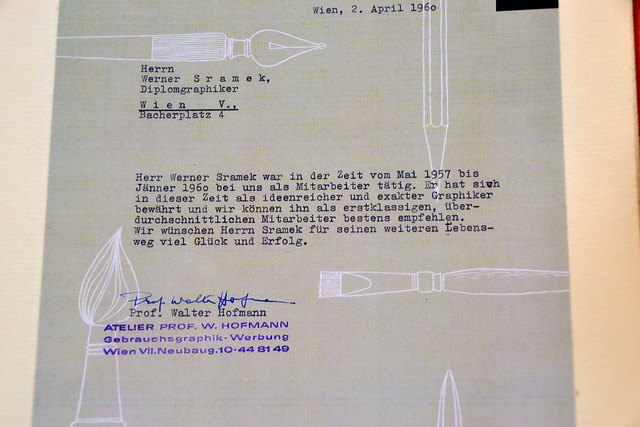 Wien, 2. April 1960
Herrn
Werner S r a m e k,
Diplomgraphiker
W i e n   V.,
Bacherplatz 4
Herr Werner Sramek war in der Zeit vom Mai 1957 bis
Jänner 1960 bei uns als Mitarbeiter tätig. Er hat sich
in dieser Zeit als ideenreicher und exakter Graphiker
bewährt und wir können ihn als erstklassigen, über-
durchschnittlichen Mitarbeiter bestens empfehlen.
Wir wünschen Herrn Sramek für seinen weiteren Lebens-
weg viel Glück und Erfolg.
Prof. Walter Hofmann
Prof. Walter Hofmann
ATELIER PROF. W. HOFMANN
Gebrauchsgraphik-Werbung
Wien VII.Neubaug.10·44 81 49